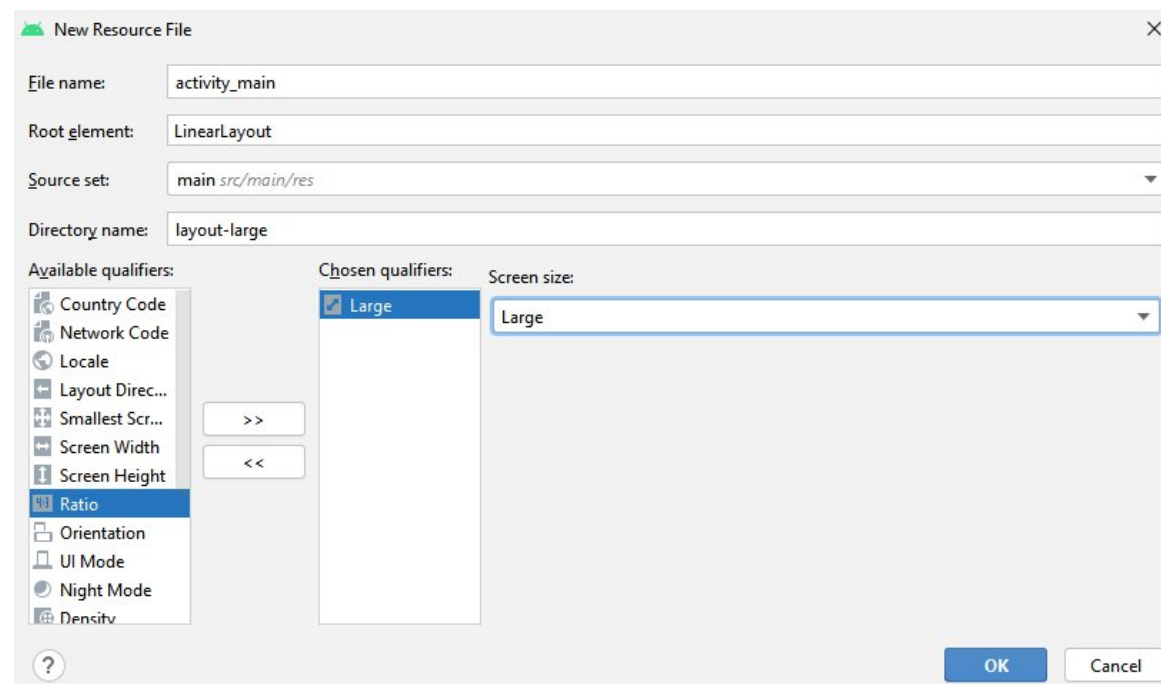 New Resource File
File name: activity_main
Root element: LinearLayout
Source set: main src/main/res
Directory name: layout-large
Available qualifiers:
Chosen qualifiers:
Screen size:
Country Code
Network Code
Locale
Layout Direc...
Smallest Scr...
Screen Width
Screen Height
Ratio
Orientation
UI Mode
Night Mode
Density
>>
<<
Large
Large
?
OK
Cancel